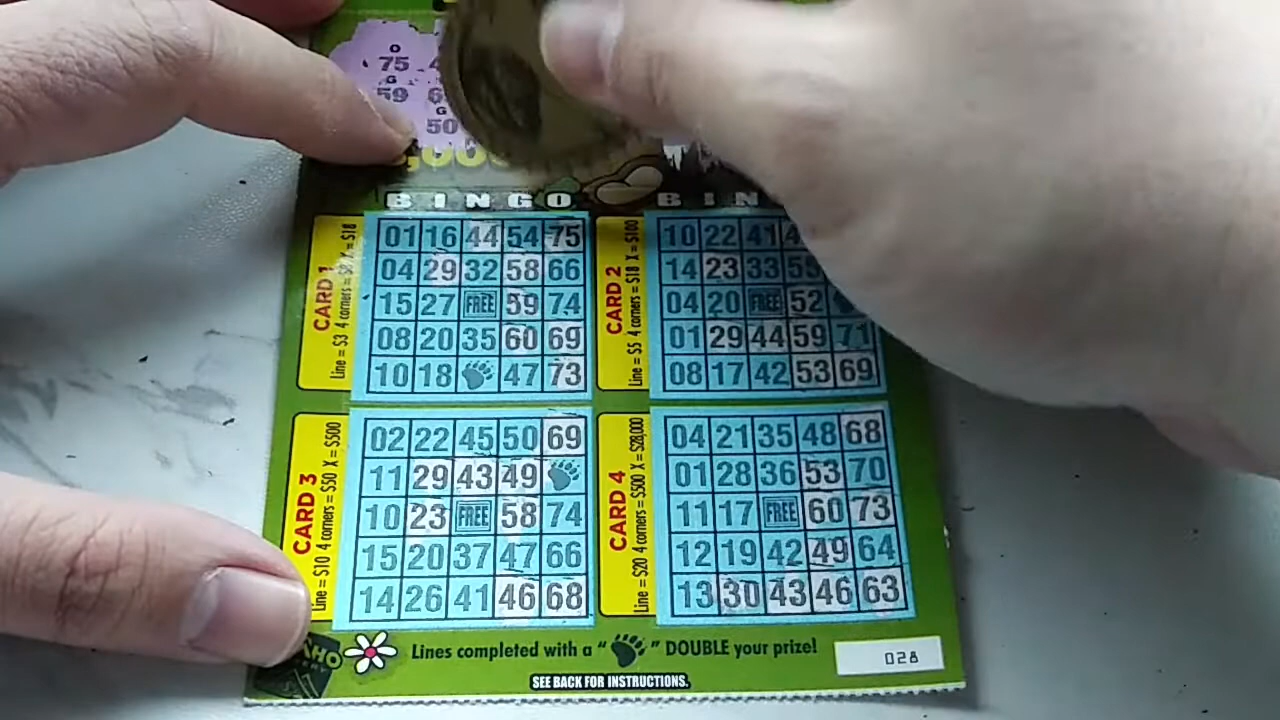 O
75
G
59
G
50
BINGO BIN
CARD 1
Line = $3 4 corners = X = $18
01 16 44 54 75
04 29 32 58 66
15 27 FREE 59 74
08 20 35 60 69
10 18 47 73
CARD 2
Line = $5 4 corners = $18 X = $100
10 22 41
14 23 33 55
04 20 FREE 52
01 29 44 59 71
08 17 42 53 69
CARD 3
Line = $10 4 corners = $50 X = $500
02 22 45 50 69
11 29 43 49
10 23 FREE 58 74
15 20 37 47 66
14 26 41 46 68
CARD 4
Line = $20 4 corners = $500 X = $28,000
04 21 35 48 68
01 28 36 53 70
11 17 FREE 60 73
12 19 42 49 64
13 30 43 46 63
Lines completed with a " " DOUBLE your prize!
028
SEE BACK FOR INSTRUCTIONS.